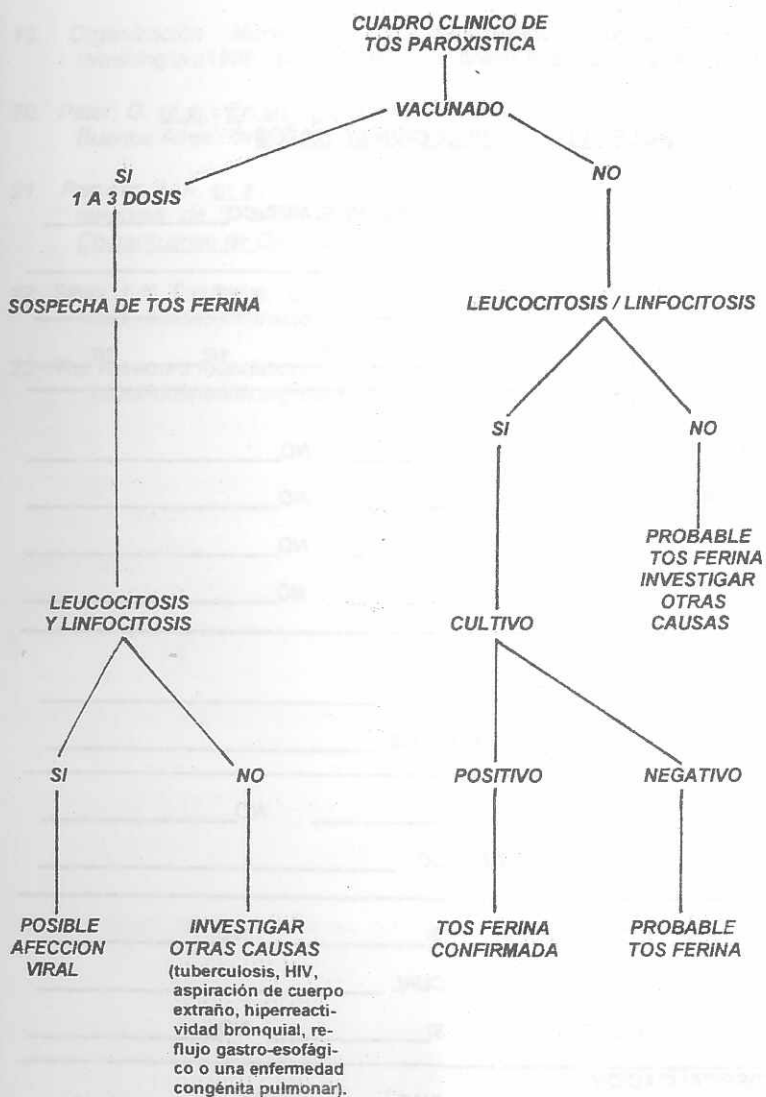 CUADRO CLINICO DE
TOS PAROXISTICA
VACUNADO
SI
1 A 3 DOSIS
NO
SOSPECHA DE TOS FERINA
LEUCOCITOSIS / LINFOCITOSIS
SI
NO
PROBABLE
TOS FERINA
INVESTIGAR
OTRAS
CAUSAS
LEUCOCITOSIS
Y LINFOCITOSIS
CULTIVO
SI
NO
POSITIVO
NEGATIVO
POSIBLE
AFECCION
VIRAL
INVESTIGAR
OTRAS CAUSAS
(tuberculosis, HIV,
aspiración de cuerpo
extraño, hiperreacti-
vidad bronquial, re-
flujo gastro-esofági-
co o una enfermedad
congénita pulmonar).
TOS FERINA
CONFIRMADA
PROBABLE
TOS FERINA